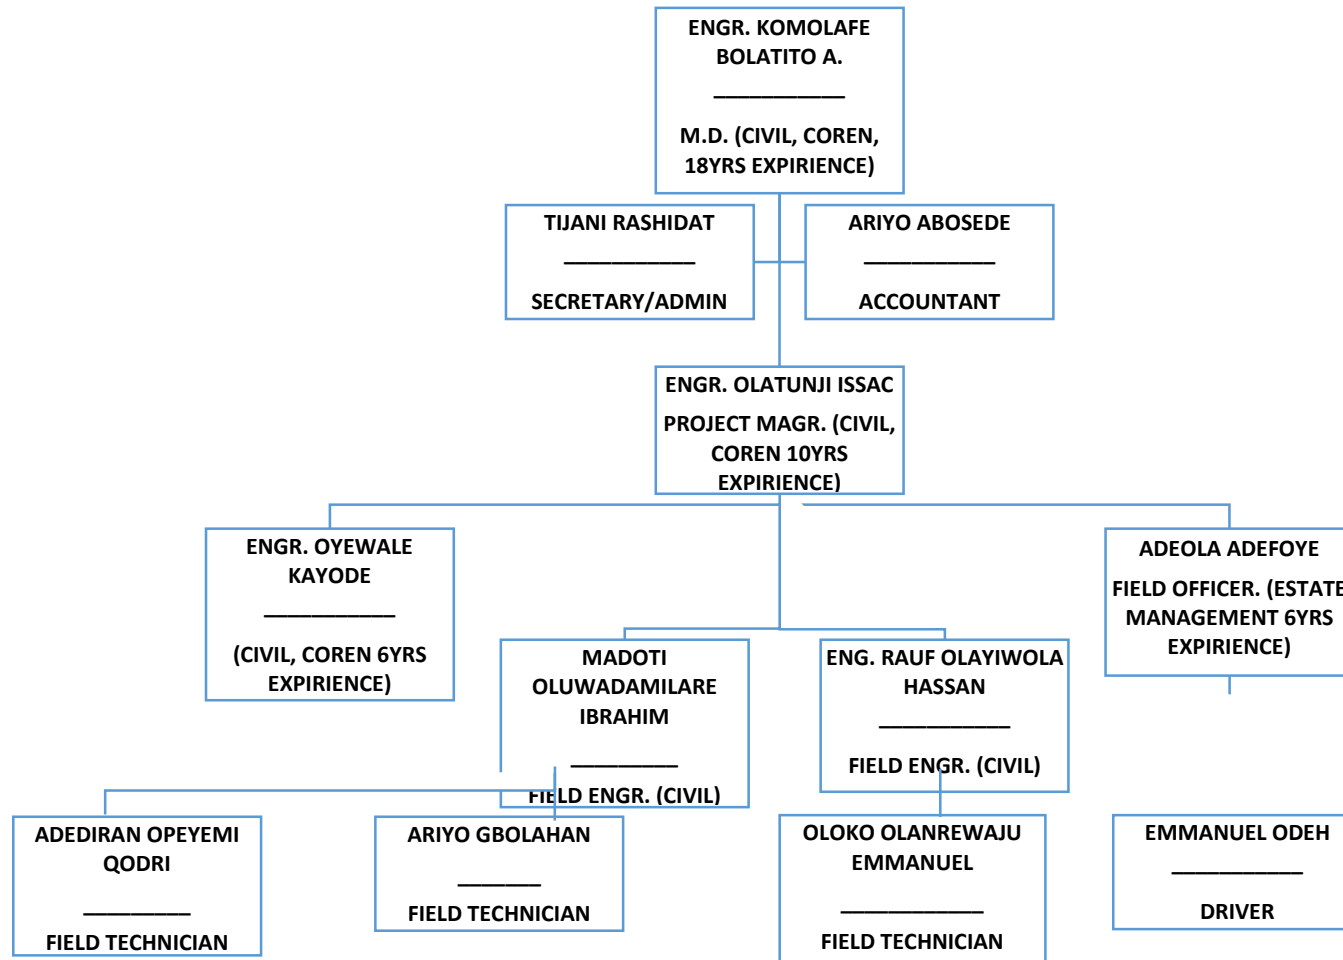 ENGR. KOMOLAFE
BOLATITO A.
___________
M.D. (CIVIL, COREN,
18YRS EXPIRIENCE)
TIJANI RASHIDAT
___________
SECRETARY/ADMIN
ARIYO ABOSEDE
___________
ACCOUNTANT
ENGR. OLATUNJI ISSAC
PROJECT MAGR. (CIVIL,
COREN 10YRS
EXPIRIENCE)
ENGR. OYEWALE
KAYODE
___________
(CIVIL, COREN 6YRS
EXPIRIENCE)
MADOTI
OLUWADAMILARE
IBRAHIM
_________
FIELD ENGR. (CIVIL)
ENG. RAUF OLAYIWOLA
HASSAN
___________
FIELD ENGR. (CIVIL)
ADEOLA ADEFOYE
FIELD OFFICER. (ESTATE
MANAGEMENT 6YRS
EXPIRIENCE)
ADEDIRAN OPEYEMI
QODRI
_________
FIELD TECHNICIAN
ARIYO GBOLAHAN
_______
FIELD TECHNICIAN
OLOKO OLANREWAJU
EMMANUEL
____________
FIELD TECHNICIAN
EMMANUEL ODEH
___________
DRIVER